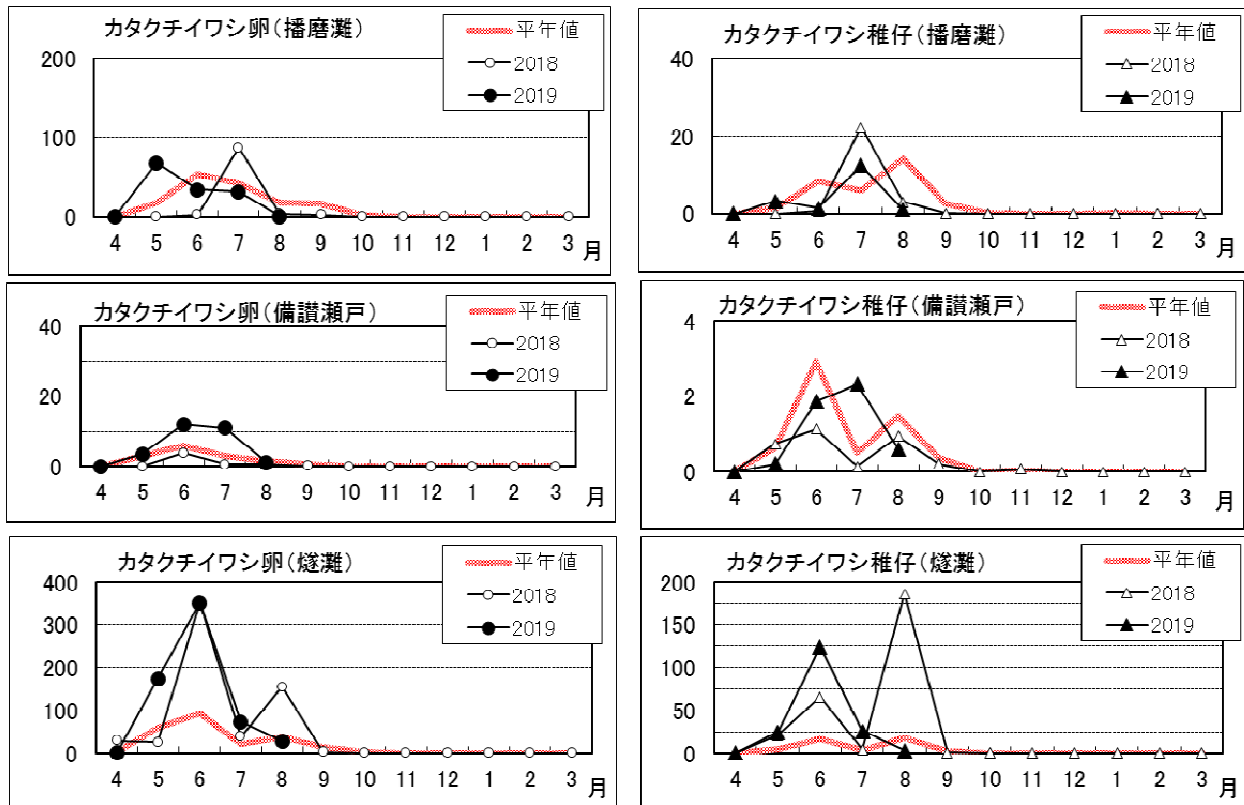 カタクチイワシ卵(播磨灘)
平年値
2018
2019
200
100
0
4 5 6 7 8 9 10 11 12 1 2 3 月
カタクチイワシ稚仔(播磨灘)
平年値
2018
2019
40
20
0
4 5 6 7 8 9 10 11 12 1 2 3 月
カタクチイワシ卵(備讃瀬戸)
平年値
2018
2019
40
20
0
4 5 6 7 8 9 10 11 12 1 2 3 月
カタクチイワシ稚仔(備讃瀬戸)
平年値
2018
2019
4
2
0
4 5 6 7 8 9 10 11 12 1 2 3 月
カタクチイワシ卵(燧灘)
平年値
2018
2019
400
300
200
100
0
4 5 6 7 8 9 10 11 12 1 2 3 月
カタクチイワシ稚仔(燧灘)
平年値
2018
2019
200
150
100
50
0
4 5 6 7 8 9 10 11 12 1 2 3 月